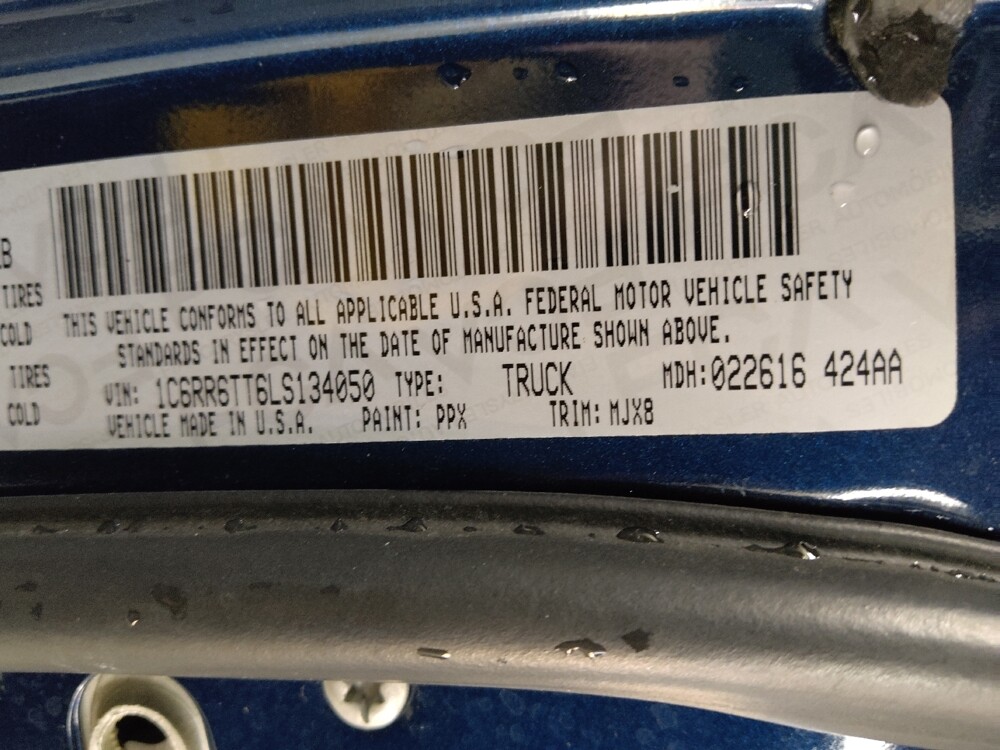 B
TIRES
COLD
TIRES
COLD
THIS VEHICLE CONFORMS TO ALL APPLICABLE U.S.A. FEDERAL MOTOR VEHICLE SAFETY
STANDARDS IN EFFECT ON THE DATE OF MANUFACTURE SHOWN ABOVE.
VIN: 1C6RR6TT6LS134050 TYPE: TRUCK MDH:022616 424AA
VEHICLE MADE IN U.S.A. PAINT: PPX TRIM: MJX8